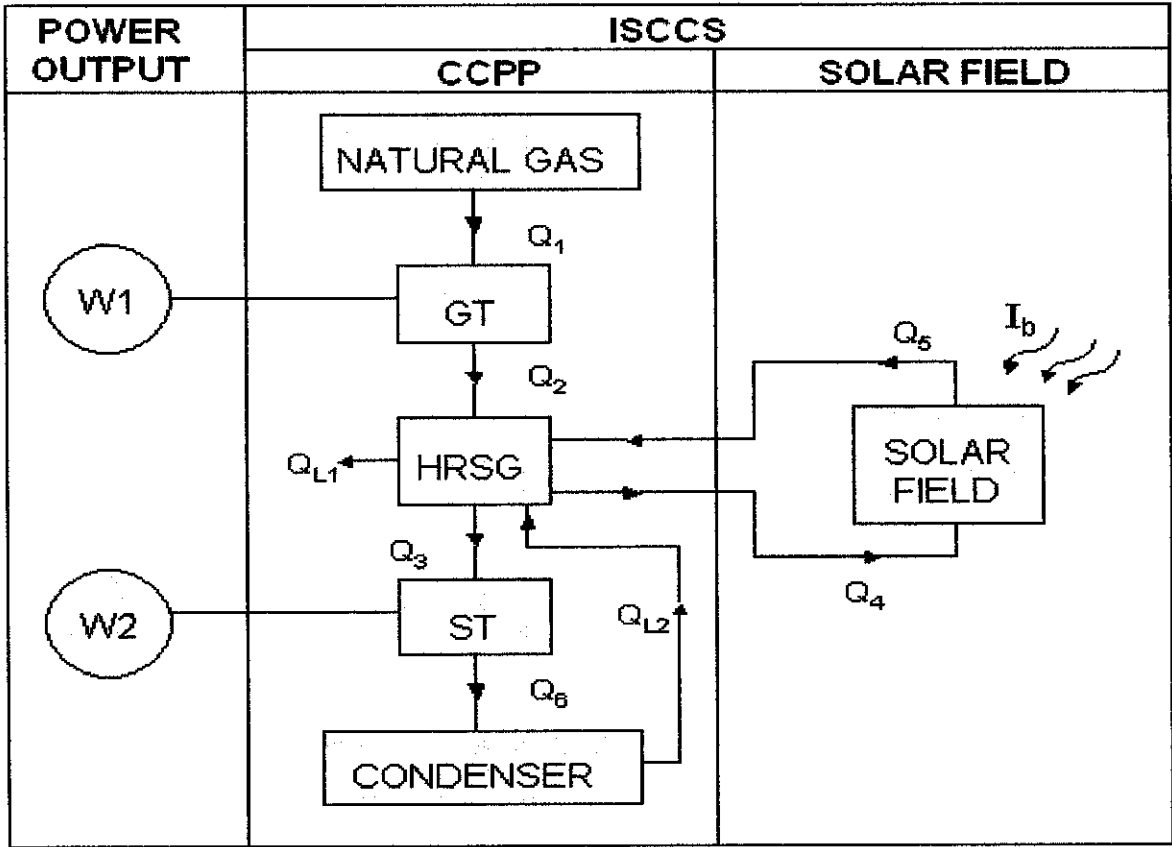 POWER
OUTPUT
ISCCS
CCPP
SOLAR FIELD
NATURAL GAS
Q1
W1
GT
Q2
Q5
Ib
HRSG
QL1
SOLAR
FIELD
Q3
Q4
W2
ST
QL2
Q6
CONDENSER